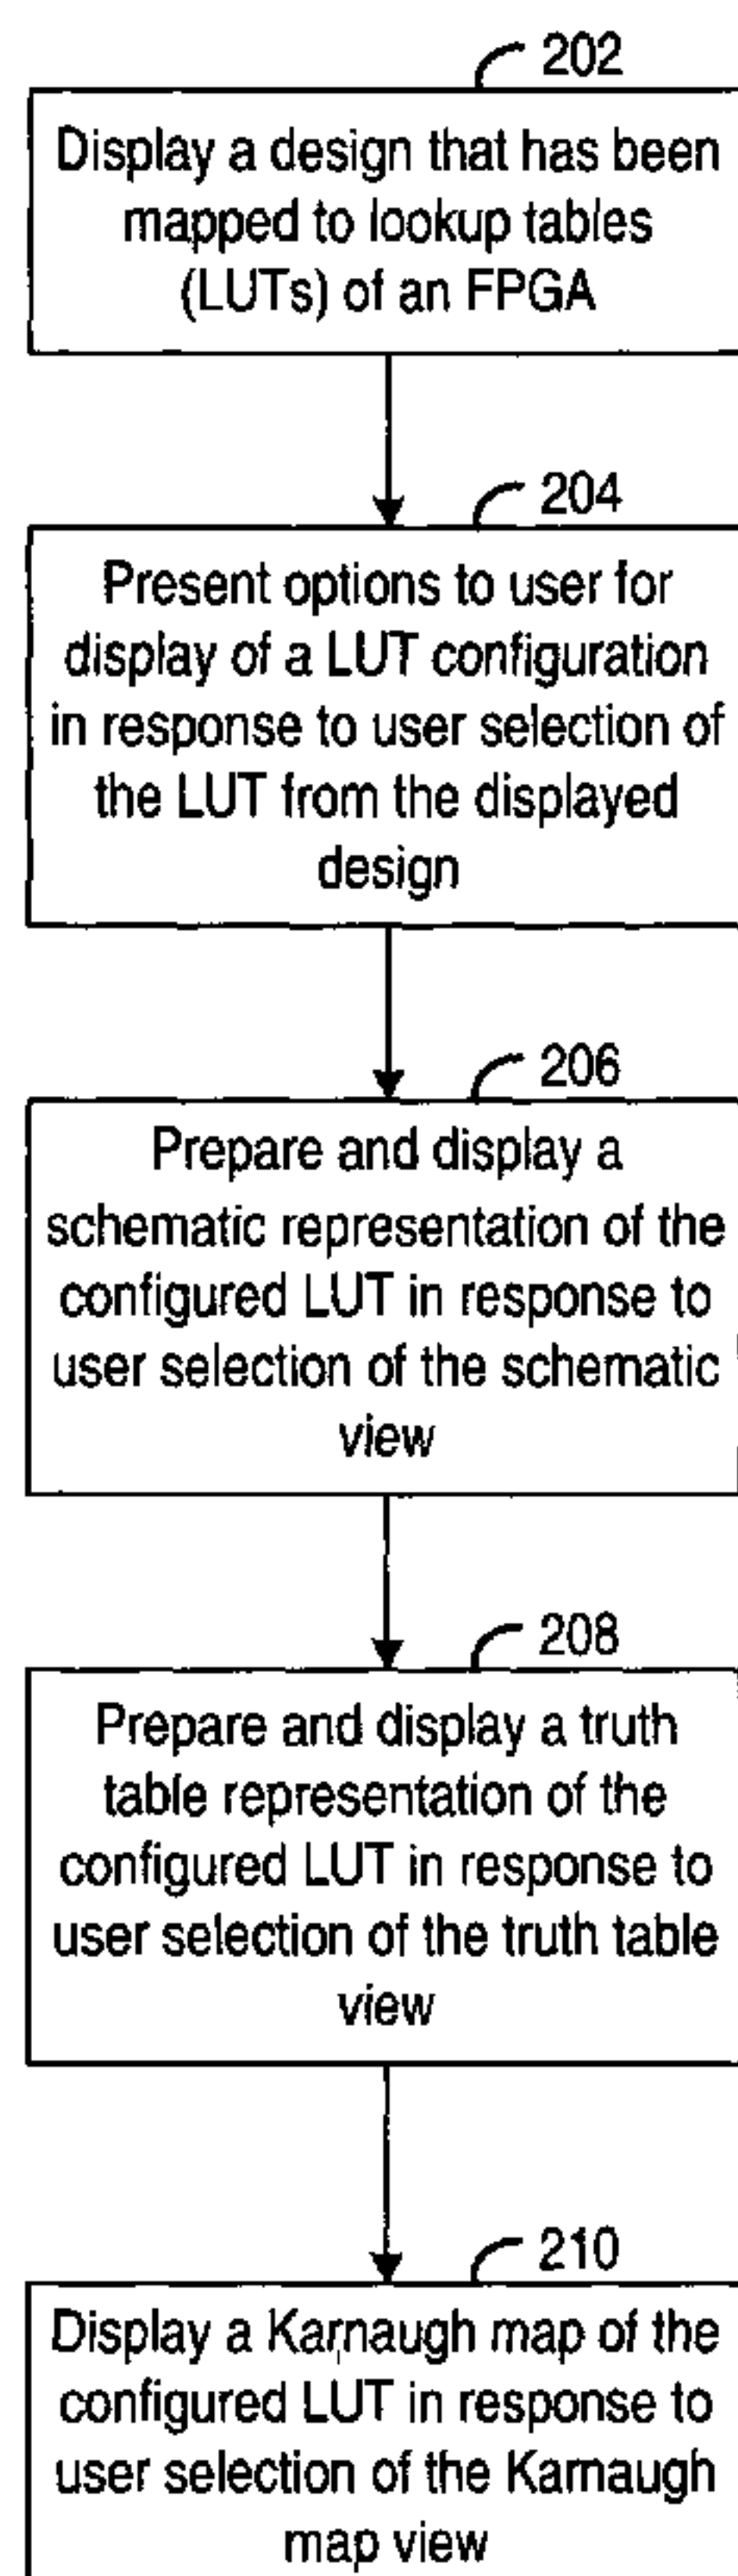 202
Display a design that has been
mapped to lookup tables
(LUTs) of an FPGA
204
Present options to user for
display of a LUT configuration
in response to user selection of
the LUT from the displayed
design
206
Prepare and display a
schematic representation of the
configured LUT in response to
user selection of the schematic
view
208
Prepare and display a truth
table representation of the
configured LUT in response to
user selection of the truth table
view
210
Display a Karnaugh map of the
configured LUT in response to
user selection of the Karnaugh
map view